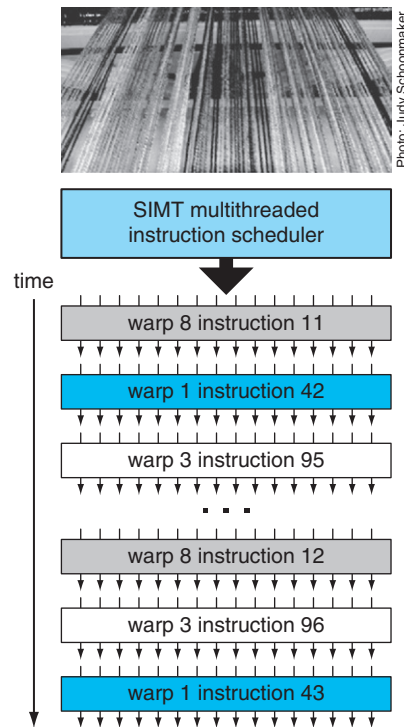 Photo: Judy Schoonmaker
SIMT multithreaded
instruction scheduler
time
warp 8 instruction 11
warp 1 instruction 42
warp 3 instruction 95
. . .
warp 8 instruction 12
warp 3 instruction 96
warp 1 instruction 43